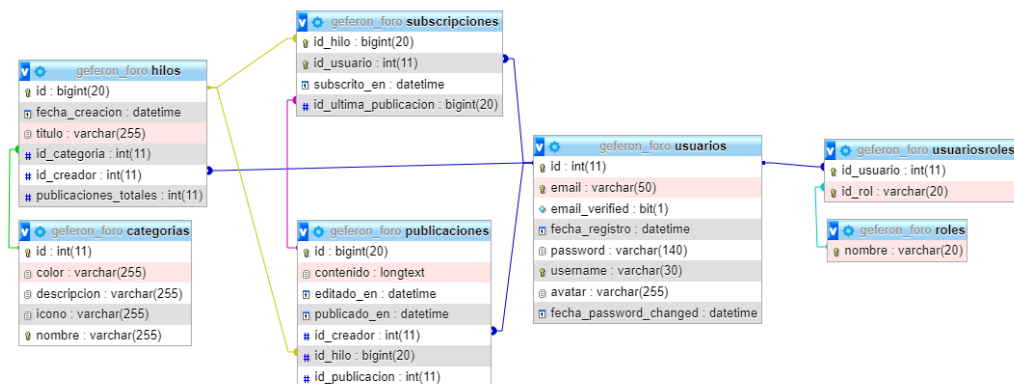 geferon_foro hilos
id : bigint(20)
fecha_creacion : datetime
titulo : varchar(255)
id_categoria : int(11)
id_creador : int(11)
publicaciones_totales : int(11)
geferon_foro categorias
id : int(11)
color : varchar(255)
descripcion : varchar(255)
icono : varchar(255)
nombre : varchar(255)
geferon_foro subscripciones
id_hilo : bigint(20)
id_usuario : int(11)
subscrito_en : datetime
id_ultima_publicacion : bigint(20)
geferon_foro publicaciones
id : bigint(20)
contenido : longtext
editado_en : datetime
publicado_en : datetime
id_creador : int(11)
id_hilo : bigint(20)
id_publicacion : int(11)
geferon_foro usuarios
id : int(11)
email : varchar(50)
email_verified : bit(1)
fecha_registro : datetime
password : varchar(140)
username : varchar(30)
avatar : varchar(255)
fecha_password_changed : datetime
geferon_foro usuariosroles
id_usuario : int(11)
id_rol : varchar(20)
geferon_foro roles
nombre : varchar(20)